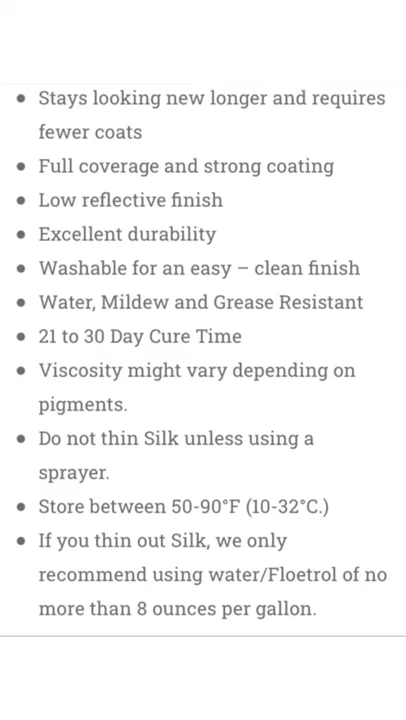 • Stays looking new longer and requires
fewer coats
• Full coverage and strong coating
• Low reflective finish
• Excellent durability
• Washable for an easy – clean finish
• Water, Mildew and Grease Resistant
• 21 to 30 Day Cure Time
• Viscosity might vary depending on
pigments.
• Do not thin Silk unless using a
sprayer.
• Store between 50-90°F (10-32°C.)
• If you thin out Silk, we only
recommend using water/Floetrol of no
more than 8 ounces per gallon.